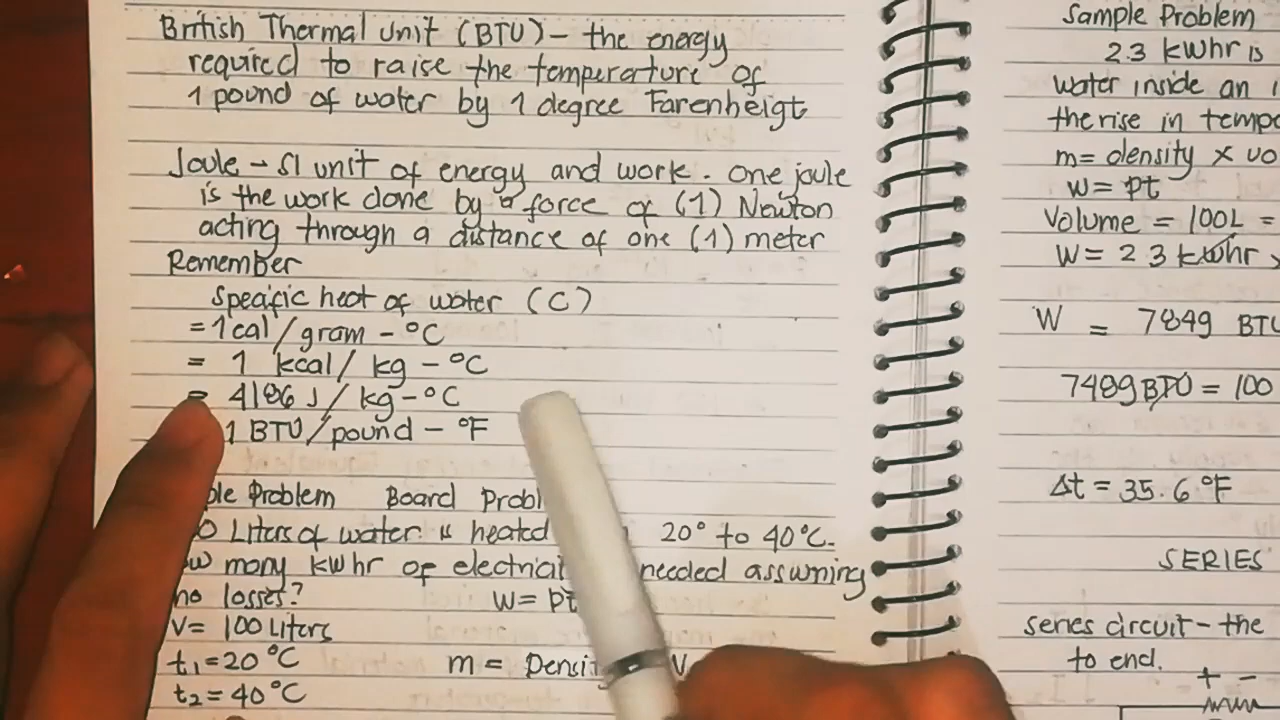 British Thermal Unit (BTU) - the energy
required to raise the temperature of
1 pound of water by 1 degree Farenheigt
Joule - SI unit of energy and work. One joule
is the work done by a force of (1) Newton
acting through a distance of one (1) meter
Remember
Specific heat of water (C)
= 1 cal / gram - °C
= 1 kcal / kg - °C
= 4186 J / kg - °C
1 BTU / pound - °F
Problem Board
Liters of water is heated 20° to 40°C.
many kwhr of needed assuming
no losses? W = pt
V = 100 Liters
t1 = 20 °C m =
t2 = 40 °C
Sample Problem
23 kwhr is
water inside an
the rise in
m = density x
W = pt
Volume = 100L =
W = 23 kwhr x
W = 7849 BTU
7489 BTU = 100
Δt = 35.6 °F
SERIES
series circuit - the
to end.
+ -